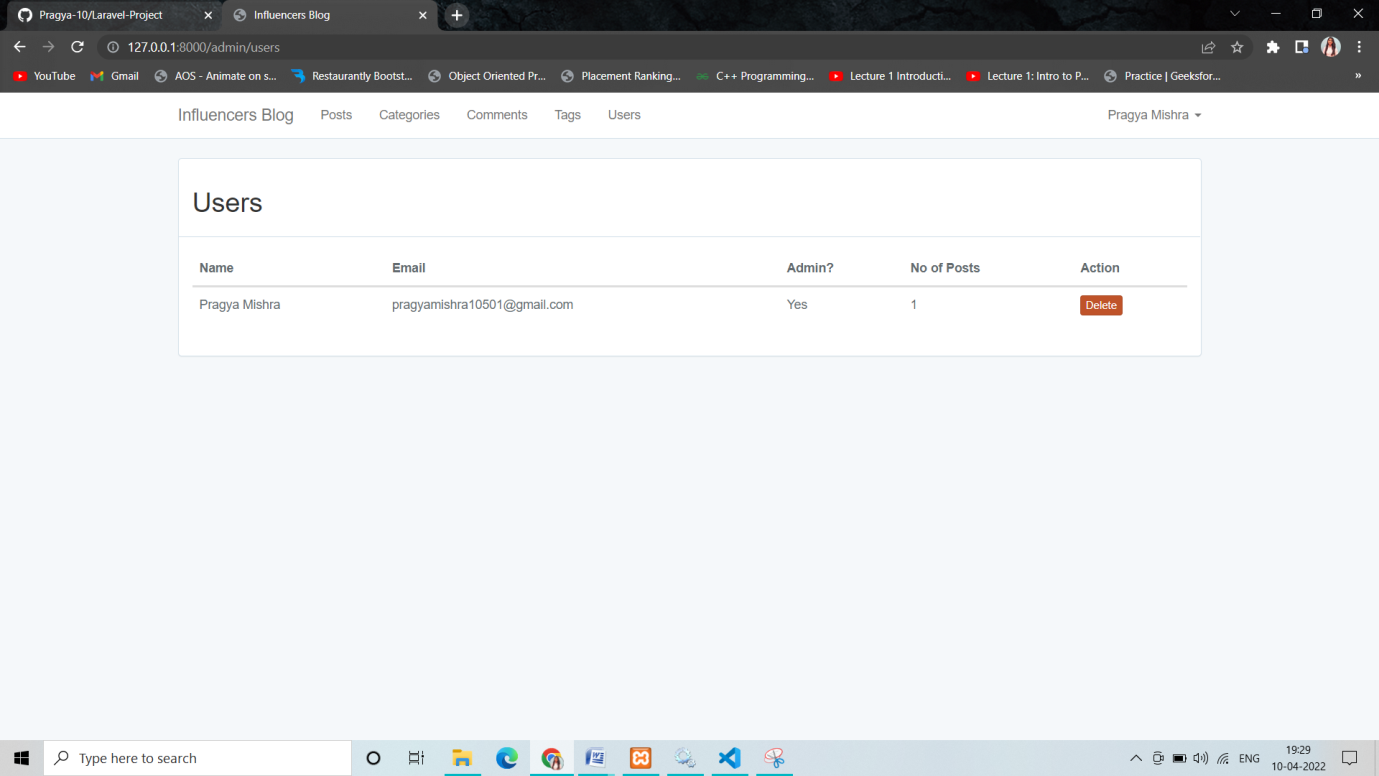 Pragya-10/Laravel-Project
Influencers Blog
127.0.0.1:8000/admin/users
YouTube Gmail AOS - Animate on s... Restaurantly Bootst... Object Oriented Pr... Placement Ranking... C++ Programming,... Lecture 1 Introducti... Lecture 1: Intro to P... Practice | Geeksfor... »
Influencers Blog Posts Categories Comments Tags Users Pragya Mishra
Users
Name Email Admin? No of Posts Action
Pragya Mishra pragyamishra10501@gmail.com Yes 1 Delete
Type here to search
ENG
19:29
10-04-2022